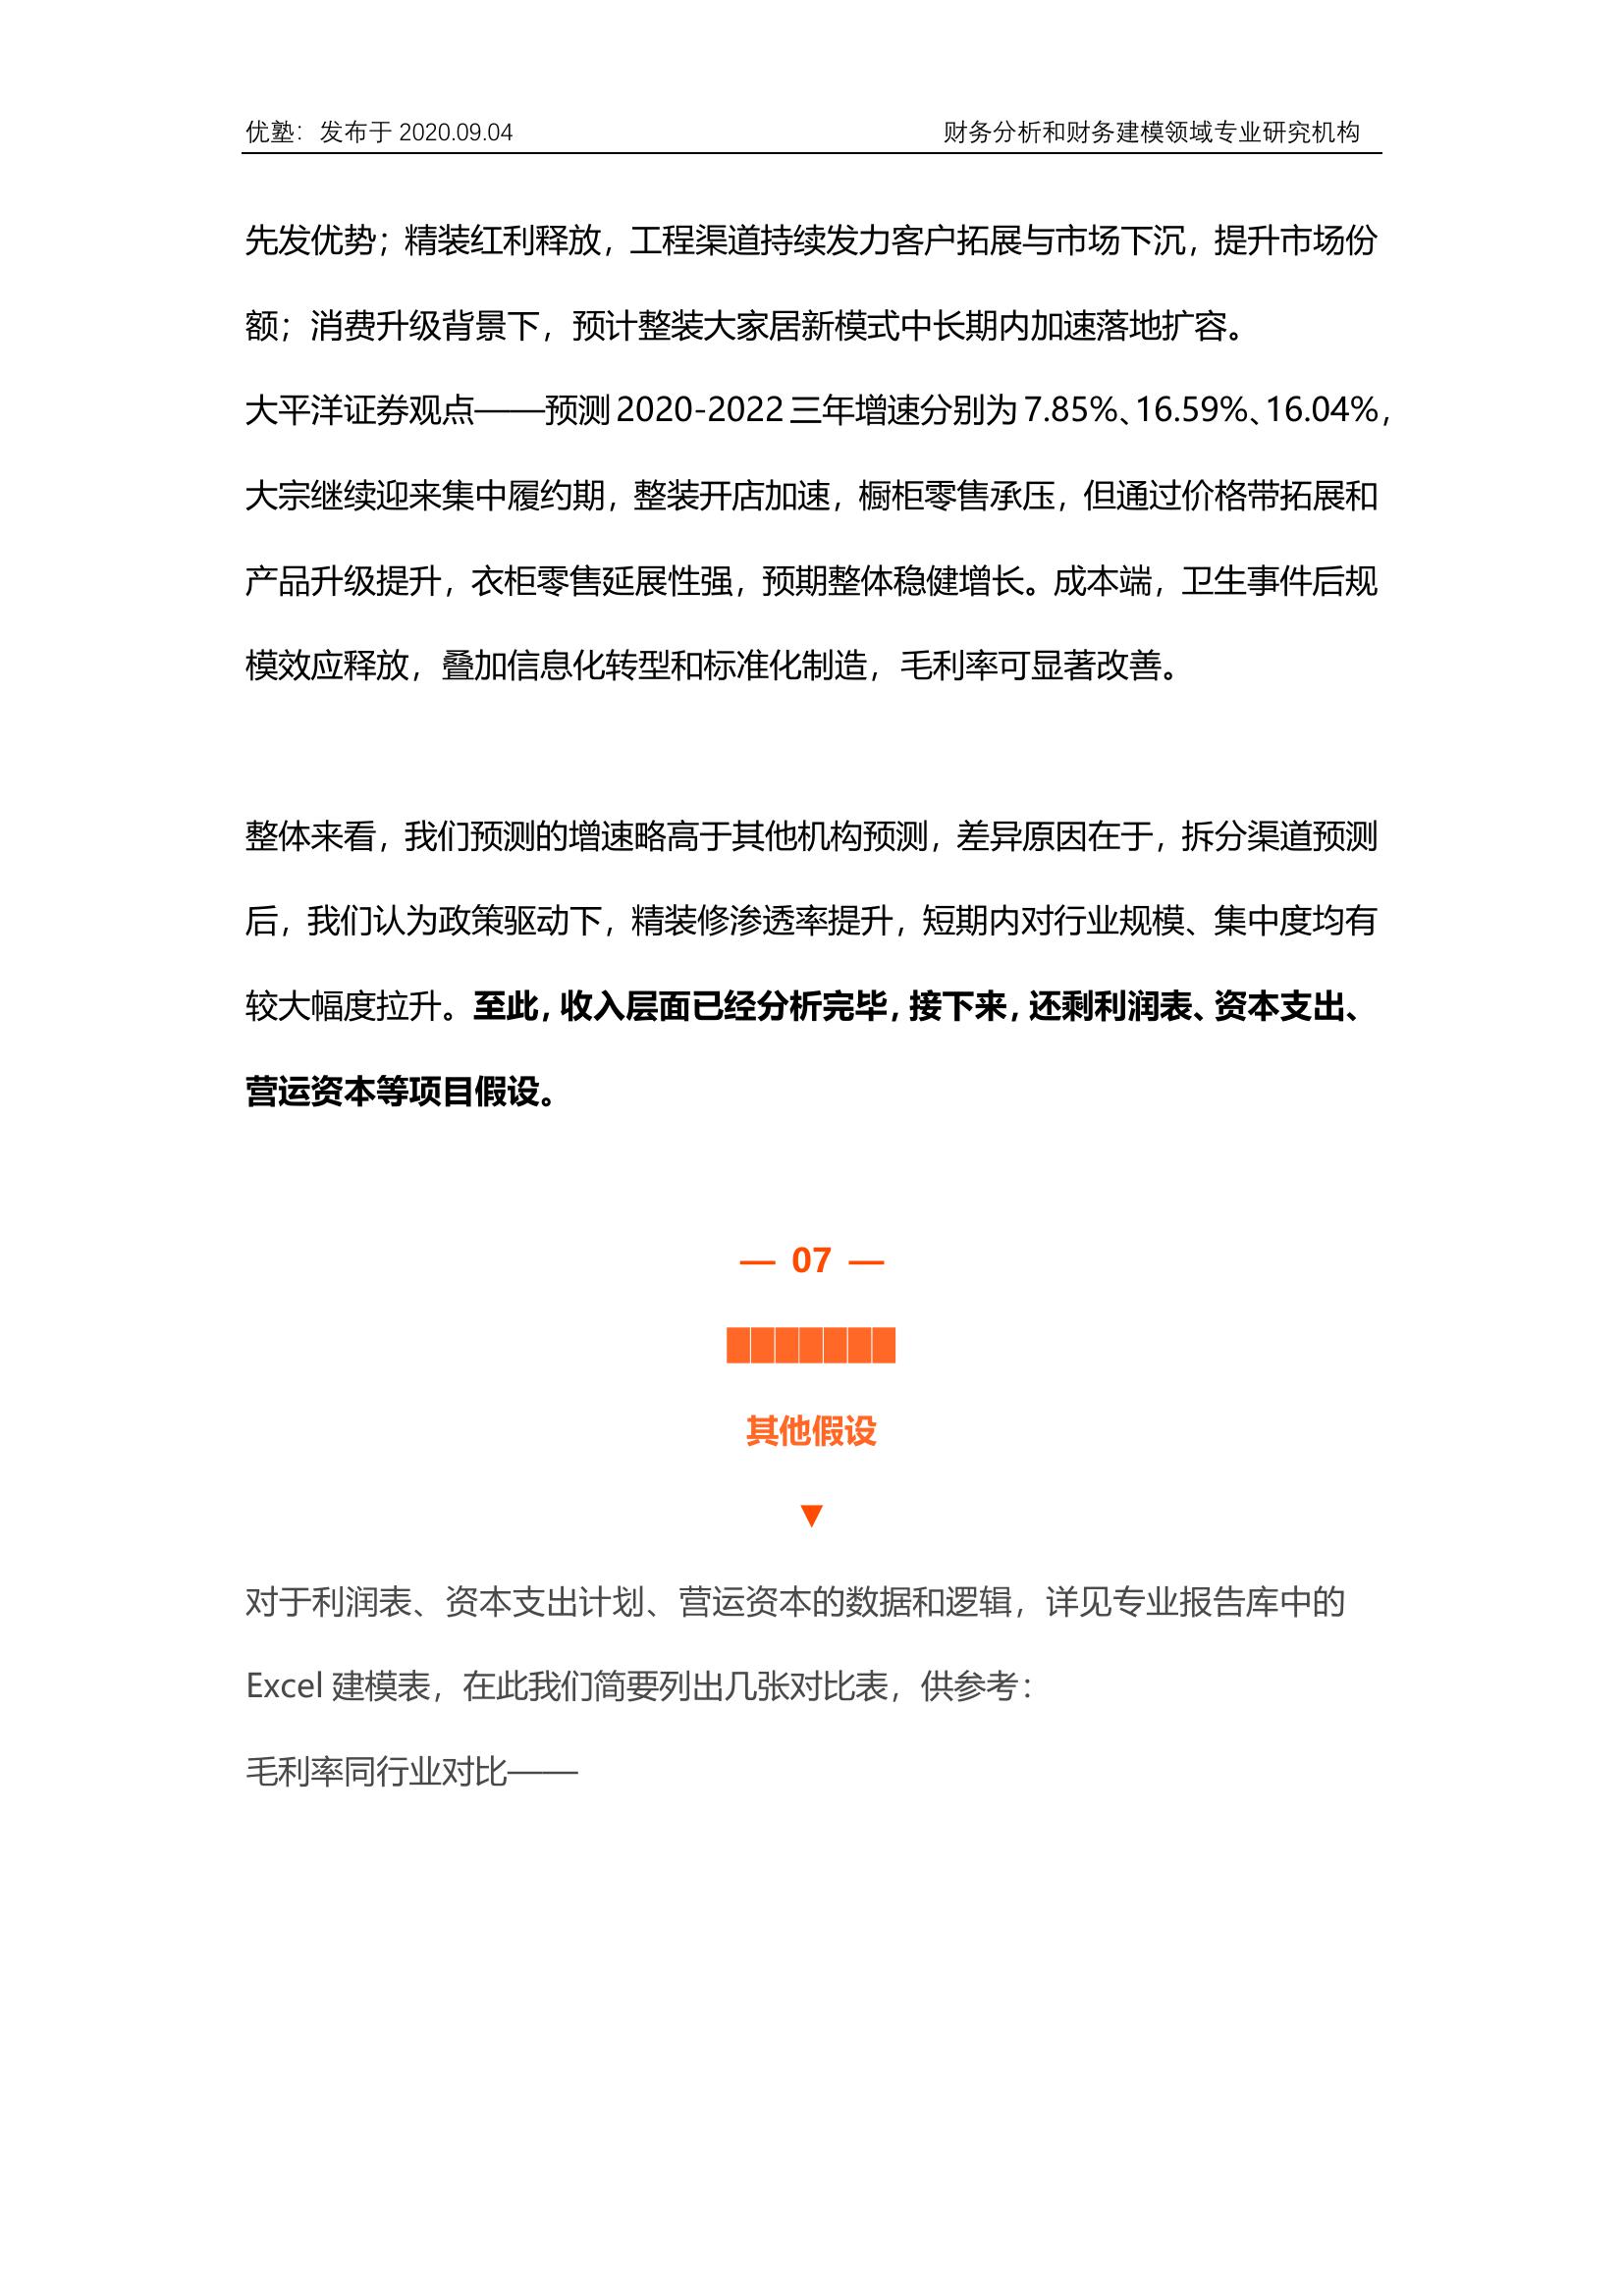 优塾：发布于 2020.09.04 财务分析和财务建模领域专业研究机构
先发优势；精装红利释放，工程渠道持续发力客户拓展与市场下沉，提升市场份
额；消费升级背景下，预计整装大家居新模式中长期内加速落地扩容。
大平洋证券观点——预测 2020-2022 三年增速分别为 7.85%、16.59%、16.04%，
大宗继续迎来集中履约期，整装开店加速，橱柜零售承压，但通过价格带拓展和
产品升级提升，衣柜零售延展性强，预期整体稳健增长。成本端，卫生事件后规
模效应释放，叠加信息化转型和标准化制造，毛利率可显著改善。
整体来看，我们预测的增速略高于其他机构预测，差异原因在于，拆分渠道预测
后，我们认为政策驱动下，精装修渗透率提升，短期内对行业规模、集中度均有
较大幅度拉升。至此，收入层面已经分析完毕，接下来，还剩利润表、资本支出、
营运资本等项目假设。
— 07 —
其他假设
▼
对于利润表、资本支出计划、营运资本的数据和逻辑，详见专业报告库中的
Excel 建模表，在此我们简要列出几张对比表，供参考：
毛利率同行业对比——